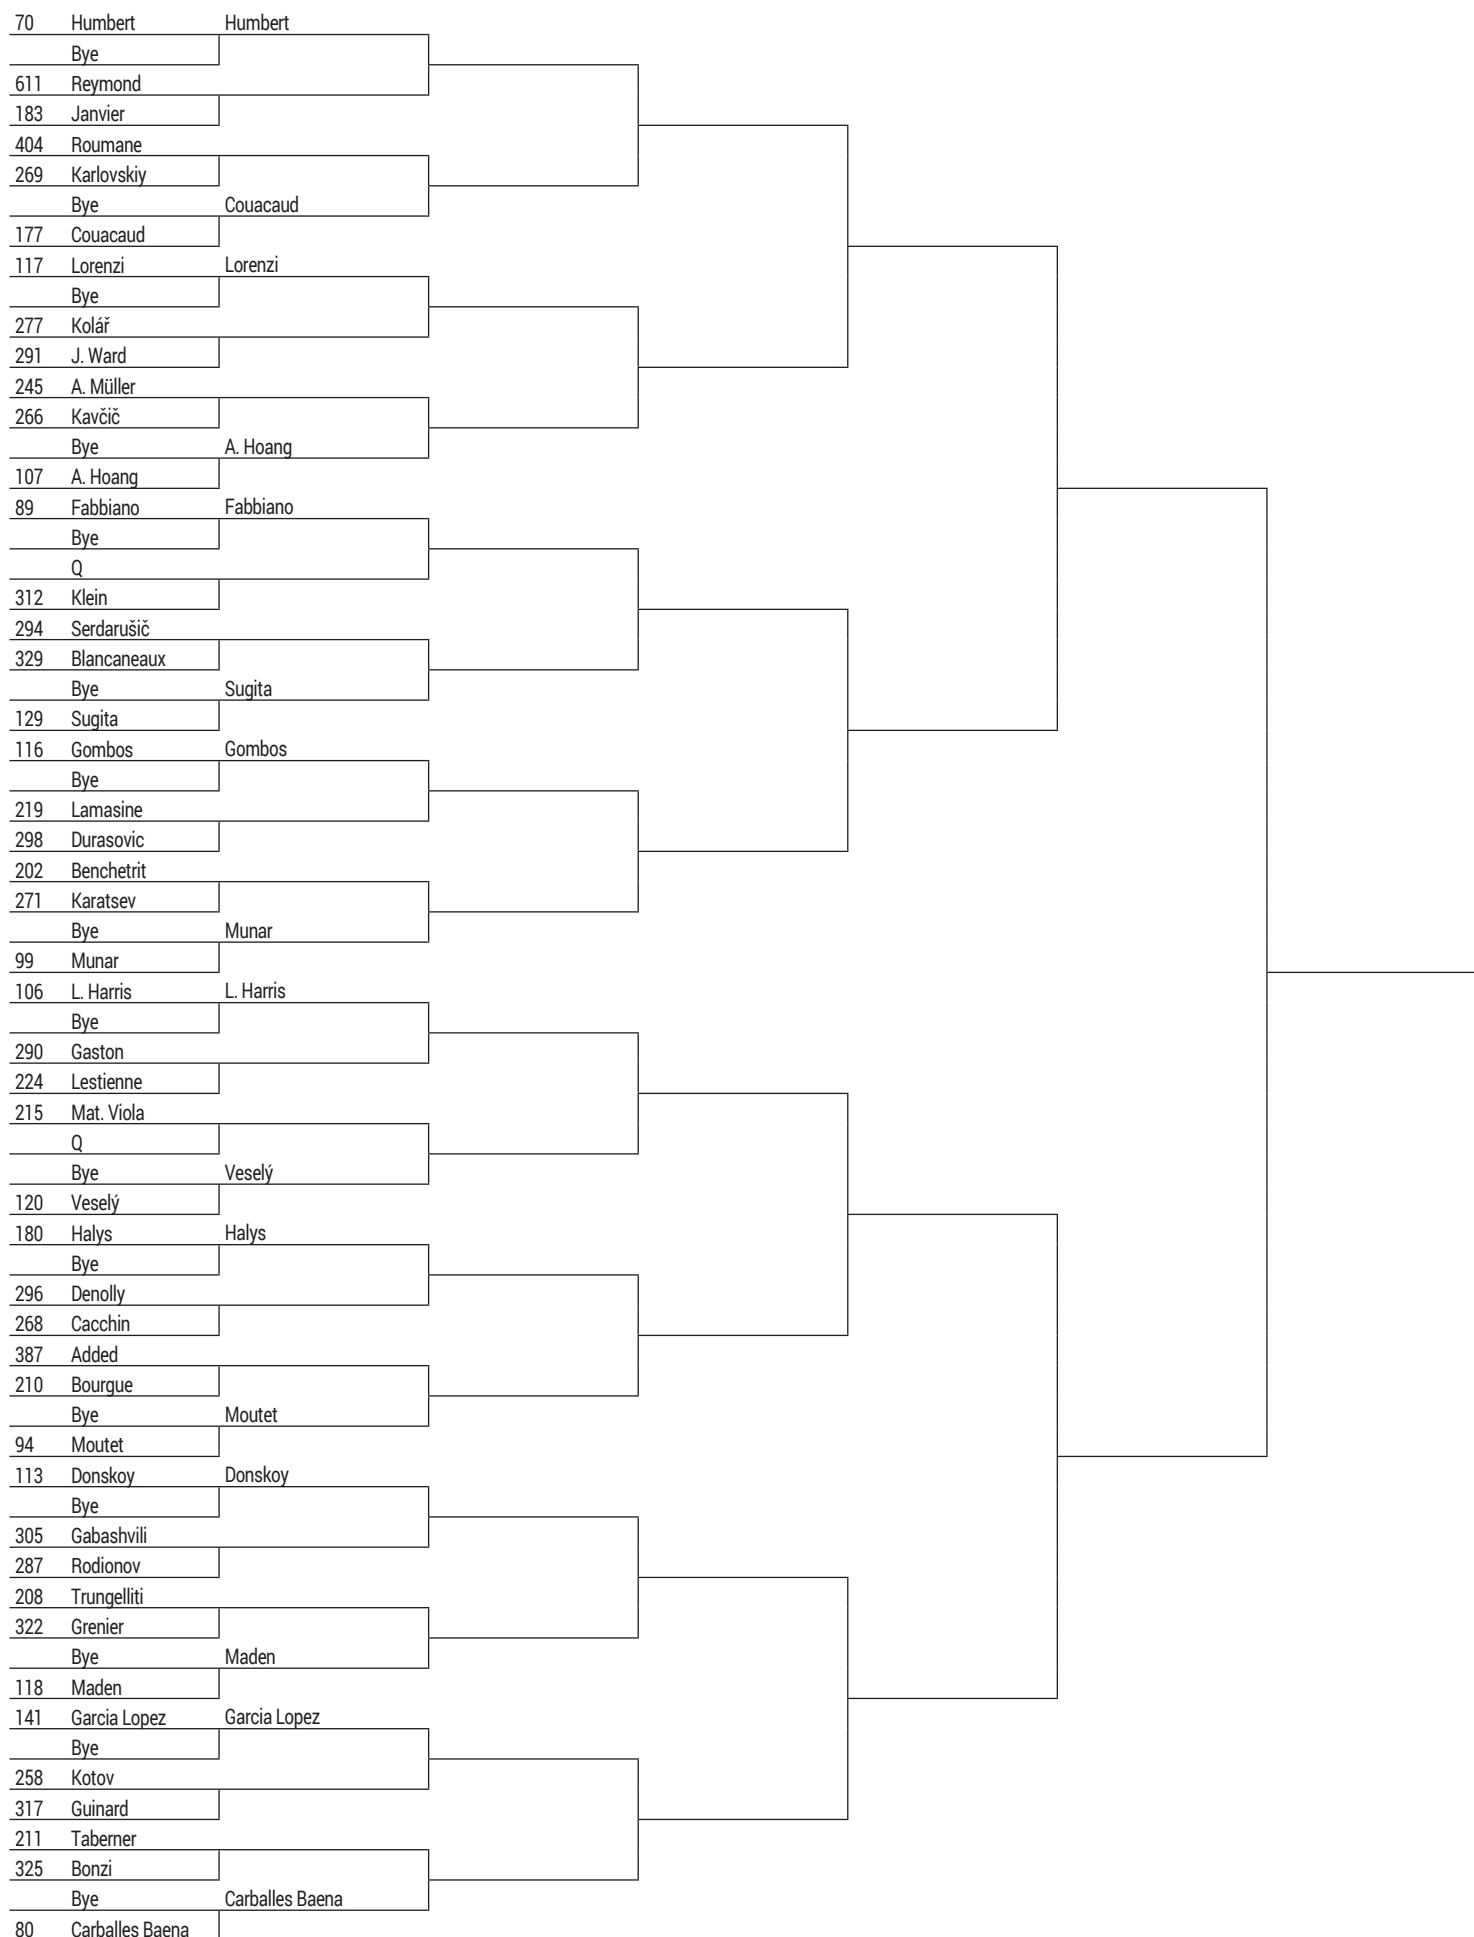 70 Humbert Humbert
Bye
611 Reymond
183 Janvier
404 Roumane
269 Karlovskiy
Bye Couacaud
177 Couacaud
117 Lorenzi Lorenzi
Bye
277 Kolář
291 J. Ward
245 A. Müller
266 Kavčič
Bye A. Hoang
107 A. Hoang
89 Fabbiano Fabbiano
Bye
Q
312 Klein
294 Serdarušič
329 Blancaneaux
Bye Sugita
129 Sugita
116 Gombos Gombos
Bye
219 Lamasine
298 Durasovic
202 Benchetrit
271 Karatsev
Bye Munar
99 Munar
106 L. Harris L. Harris
Bye
290 Gaston
224 Lestienne
215 Mat. Viola
Q
Bye Veselý
120 Veselý
180 Halys Halys
Bye
296 Denolly
268 Cacchin
387 Added
210 Bourgue
Bye Moutet
94 Moutet
113 Donskoy Donskoy
Bye
305 Gabashvili
287 Rodionov
208 Trungelliti
322 Grenier
Bye Maden
118 Maden
141 Garcia Lopez Garcia Lopez
Bye
258 Kotov
317 Guinard
211 Taberner
325 Bonzi
Bye Carballes Baena
80 Carballes Baena